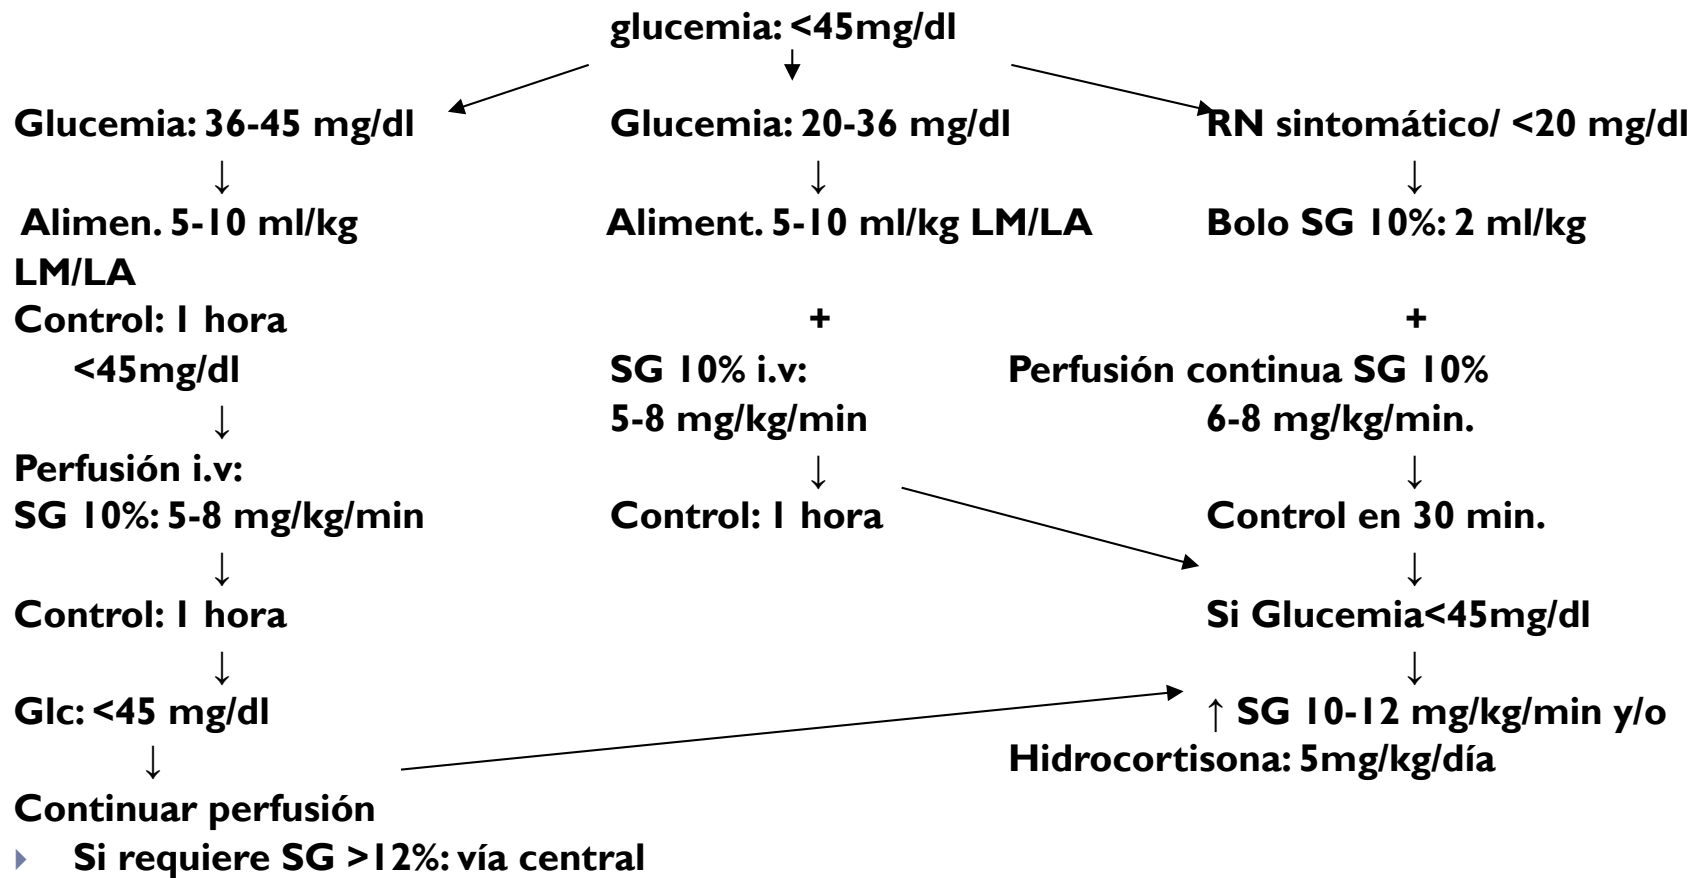 glucemia: <45mg/dl
Glucemia: 36-45 mg/dl
↓
Alimen. 5-10 ml/kg
LM/LA
Control: 1 hora
<45mg/dl
↓
Perfusión i.v:
SG 10%: 5-8 mg/kg/min
↓
Control: 1 hora
↓
Glc: <45 mg/dl
↓
Continuar perfusión
Si requiere SG >12%: vía central
Glucemia: 20-36 mg/dl
↓
Aliment. 5-10 ml/kg LM/LA
+
SG 10% i.v:
5-8 mg/kg/min
↓
Control: 1 hora
RN sintomático/ <20 mg/dl
↓
Bolo SG 10%: 2 ml/kg
+
Perfusión continua SG 10%
6-8 mg/kg/min.
↓
Control en 30 min.
↓
Si Glucemia<45mg/dl
↓
↑ SG 10-12 mg/kg/min y/o
Hidrocortisona: 5mg/kg/día